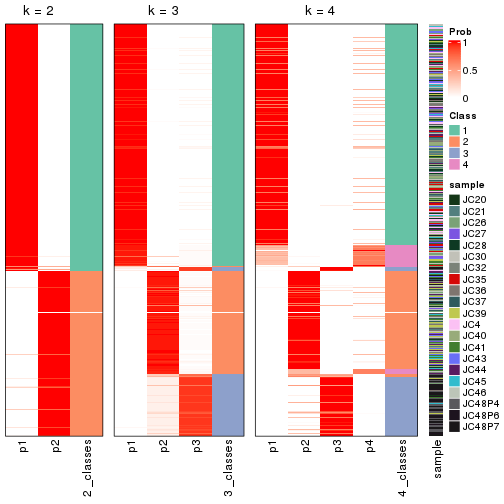 k = 2
k = 3
k = 4
p1
p2
2_classes
p1
p2
p3
3_classes
p1
p2
p3
p4
4_classes
sample
Prob
1
0.5
0
Class
1
2
3
4
sample
JC20
JC21
JC26
JC27
JC28
JC30
JC32
JC35
JC36
JC37
JC39
JC4
JC40
JC41
JC43
JC44
JC45
JC46
JC48P4
JC48P6
JC48P7